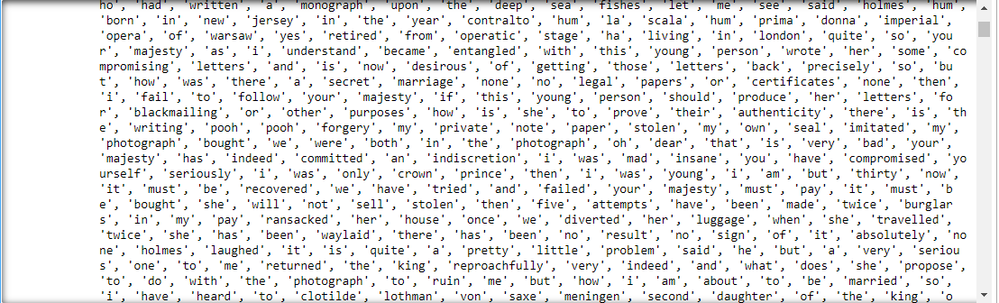 ho', 'had', 'written', 'a', 'monograph', 'upon', 'the', 'deep', 'sea', 'fishes', 'let', 'me', 'see', 'said', 'holmes', 'hum',
'born', 'in', 'new', 'jersey', 'in', 'the', 'year', 'contralto', 'hum', 'la', 'scala', 'hum', 'prima', 'donna', 'imperial',
'opera', 'of', 'warsaw', 'yes', 'retired', 'from', 'operatic', 'stage', 'ha', 'living', 'in', 'london', 'quite', 'so', 'you
r', 'majesty', 'as', 'i', 'understand', 'became', 'entangled', 'with', 'this', 'young', 'person', 'wrote', 'her', 'some', 'co
mpromising', 'letters', 'and', 'is', 'now', 'desirous', 'of', 'getting', 'those', 'letters', 'back', 'precisely', 'so', 'bu
t', 'how', 'was', 'there', 'a', 'secret', 'marriage', 'none', 'no', 'legal', 'papers', 'or', 'certificates', 'none', 'then',
'i', 'fail', 'to', 'follow', 'your', 'majesty', 'if', 'this', 'young', 'person', 'should', 'produce', 'her', 'letters', 'fo
r', 'blackmailing', 'or', 'other', 'purposes', 'how', 'is', 'she', 'to', 'prove', 'their', 'authenticity', 'there', 'is', 'th
e', 'writing', 'pooh', 'pooh', 'forgery', 'my', 'private', 'note', 'paper', 'stolen', 'my', 'own', 'seal', 'imitated', 'my',
'photograph', 'bought', 'we', 'were', 'both', 'in', 'the', 'photograph', 'oh', 'dear', 'that', 'is', 'very', 'bad', 'your',
'majesty', 'has', 'indeed', 'committed', 'an', 'indiscretion', 'i', 'was', 'mad', 'insane', 'you', 'have', 'compromised', 'yo
urself', 'seriously', 'i', 'was', 'only', 'crown', 'prince', 'then', 'i', 'was', 'young', 'i', 'am', 'but', 'thirty', 'now',
'it', 'must', 'be', 'recovered', 'we', 'have', 'tried', 'and', 'failed', 'your', 'majesty', 'must', 'pay', 'it', 'must', 'b
e', 'bought', 'she', 'will', 'not', 'sell', 'stolen', 'then', 'five', 'attempts', 'have', 'been', 'made', 'twice', 'burglar
s', 'in', 'my', 'pay', 'ransacked', 'her', 'house', 'once', 'we', 'diverted', 'her', 'luggage', 'when', 'she', 'travelled',
'twice', 'she', 'has', 'been', 'waylaid', 'there', 'has', 'been', 'no', 'result', 'no', 'sign', 'of', 'it', 'absolutely', 'no
ne', 'holmes', 'laughed', 'it', 'is', 'quite', 'a', 'pretty', 'little', 'problem', 'said', 'he', 'but', 'a', 'very', 'seriou
s', 'one', 'to', 'me', 'returned', 'the', 'king', 'reproachfully', 'very', 'indeed', 'and', 'what', 'does', 'she', 'propose',
'to', 'do', 'with', 'the', 'photograph', 'to', 'ruin', 'me', 'but', 'how', 'i', 'am', 'about', 'to', 'be', 'married', 'so',
'i', 'have', 'heard', 'to', 'clotilde', 'lothman', 'von', 'saxe', 'meningen', 'second', 'daughter', 'of', 'the', 'king', 'o